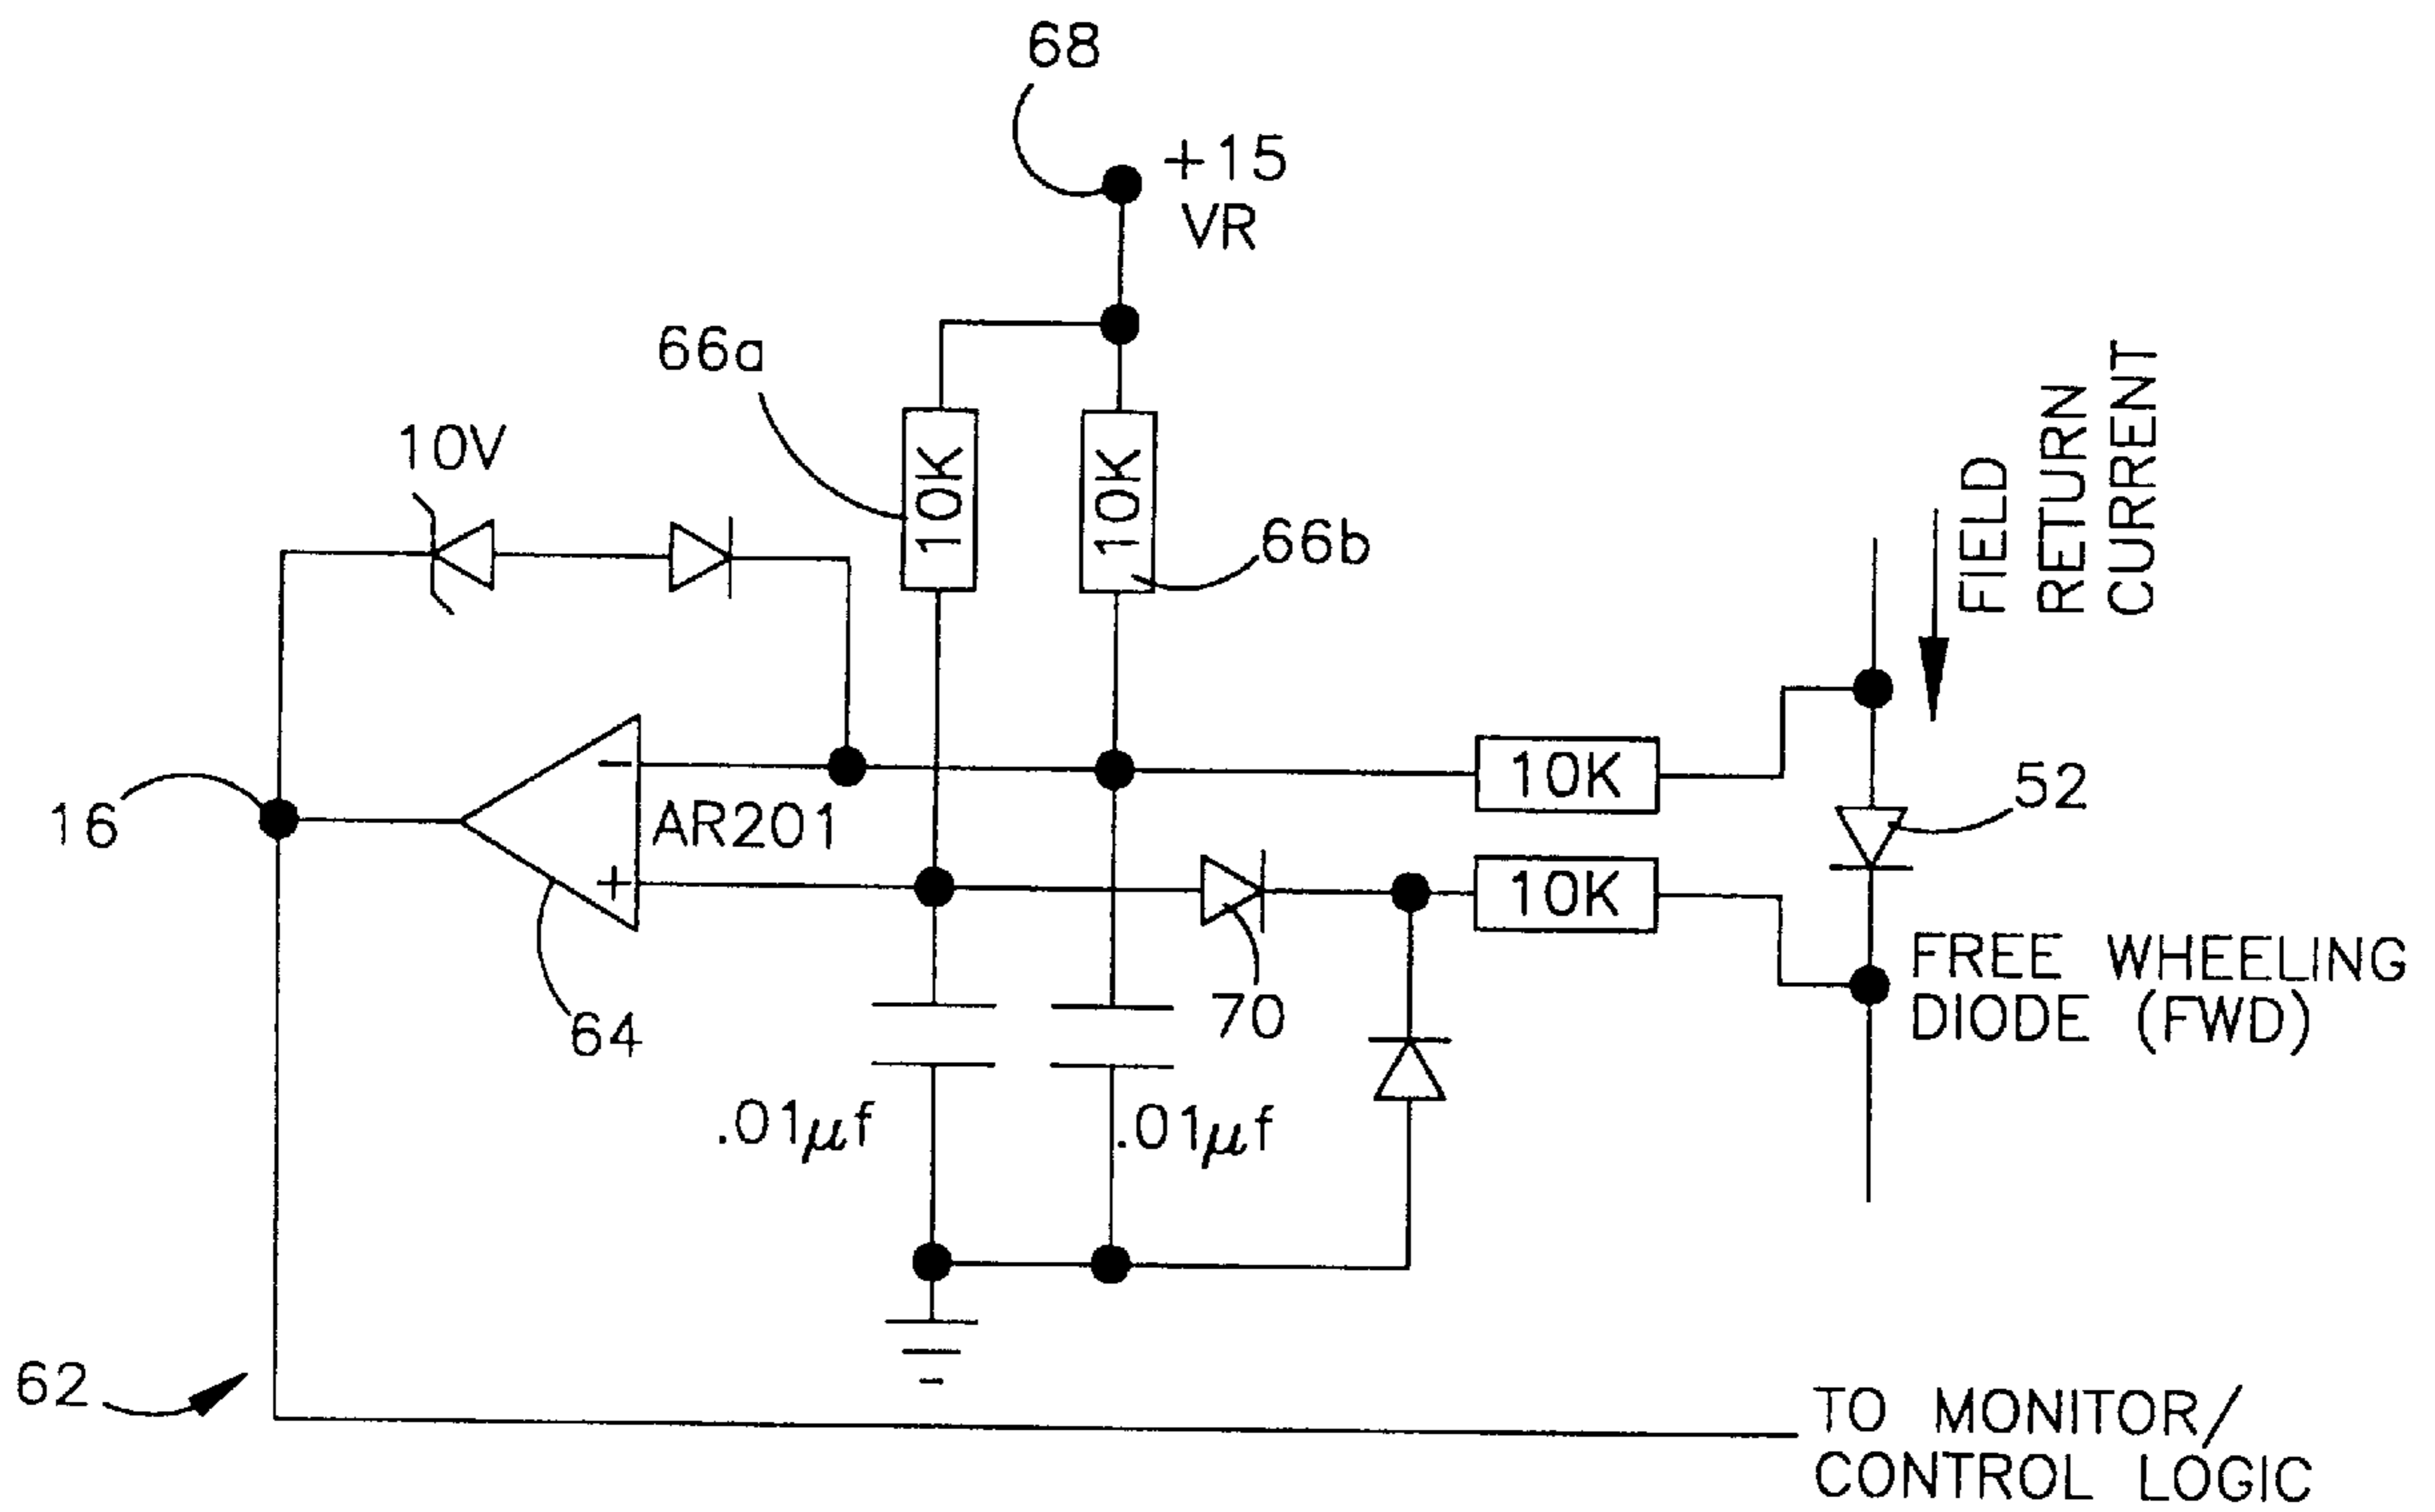 68
+15
VR
66a
10K
10K
66b
10V
FIELD
RETURN
CURRENT
16
-
AR201
+
10K
52
10K
70
64
FREE WHEELING
DIODE (FWD)
.01μf
.01μf
62
TO MONITOR/
CONTROL LOGIC